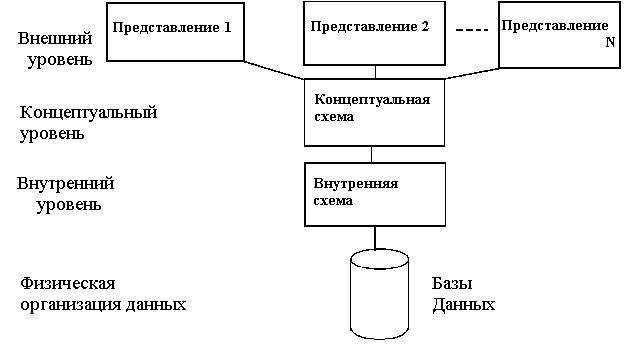 Внешний
уровень
Представление 1
Представление 2
Представление
N
Концептуальный
уровень
Концептуальная
схема
Внутренний
уровень
Внутренняя
схема
Физическая
организация данных
Базы
Данных